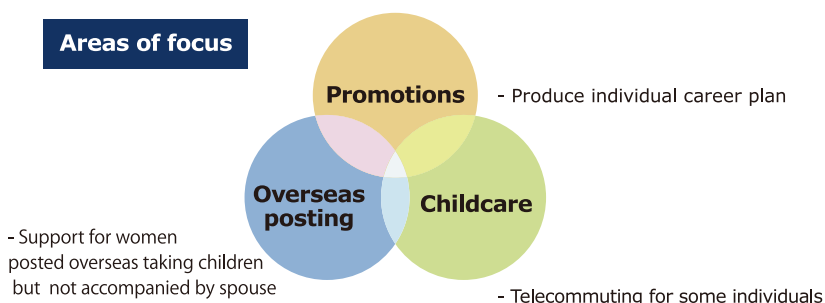 Areas of focus
Promotions
- Produce individual career plan
Overseas
posting
Childcare
- Support for women
posted overseas taking children
but not accompanied by spouse
- Telecommuting for some individuals